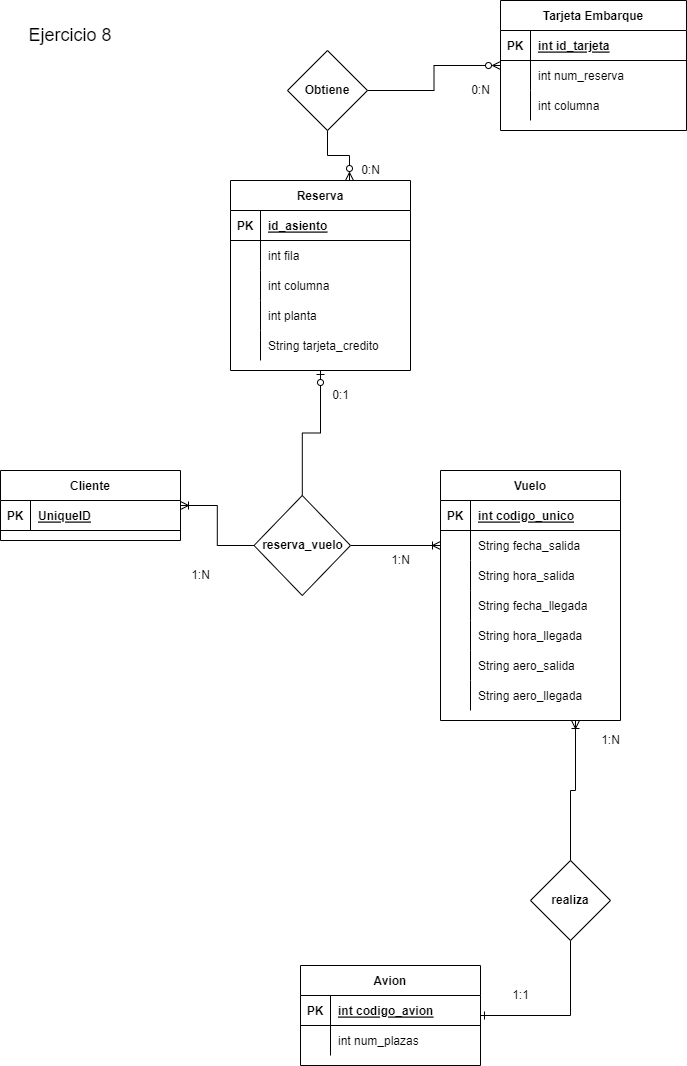 Ejercicio 8
Tarjeta Embarque
PK int id_tarjeta
int num_reserva
int columna
Obtiene
0:N
0:N
Reserva
PK id_asiento
int fila
int columna
int planta
String tarjeta_credito
0:1
Cliente
PK UniqueID
reserva_vuelo
1:N
1:N
Vuelo
PK int codigo_unico
String fecha_salida
String hora_salida
String fecha_llegada
String hora_llegada
String aero_salida
String aero_llegada
1:N
realiza
1:1
Avion
PK int codigo_avion
int num_plazas